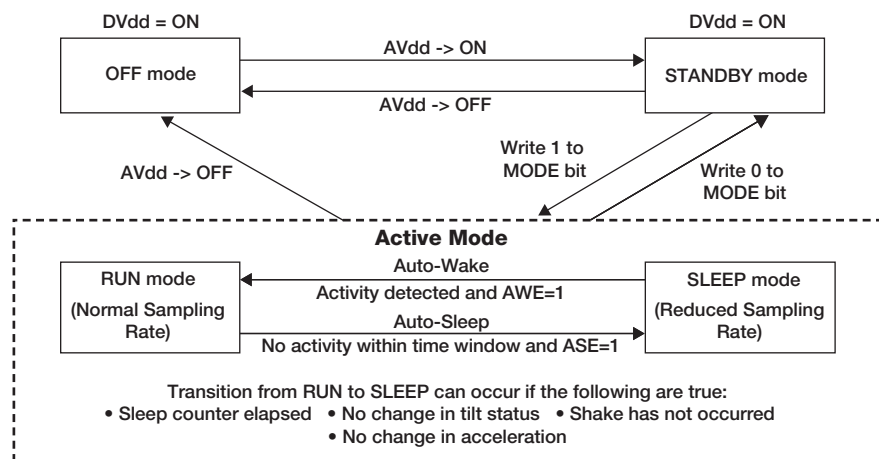 DVdd = ON
DVdd = ON
OFF mode
AVdd -> ON
STANDBY mode
AVdd -> OFF
AVdd -> OFF
Write 1 to
MODE bit
Write 0 to
MODE bit
Active Mode
RUN mode
(Normal Sampling
Rate)
Auto-Wake
Activity detected and AWE=1
Auto-Sleep
No activity within time window and ASE=1
SLEEP mode
(Reduced Sampling
Rate)
Transition from RUN to SLEEP can occur if the following are true:
• Sleep counter elapsed • No change in tilt status • Shake has not occurred
• No change in acceleration